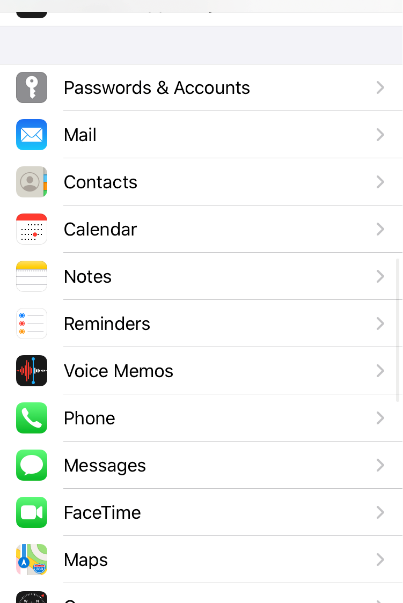 Passwords & Accounts
Mail
Contacts
Calendar
Notes
Reminders
Voice Memos
Phone
Messages
FaceTime
Maps